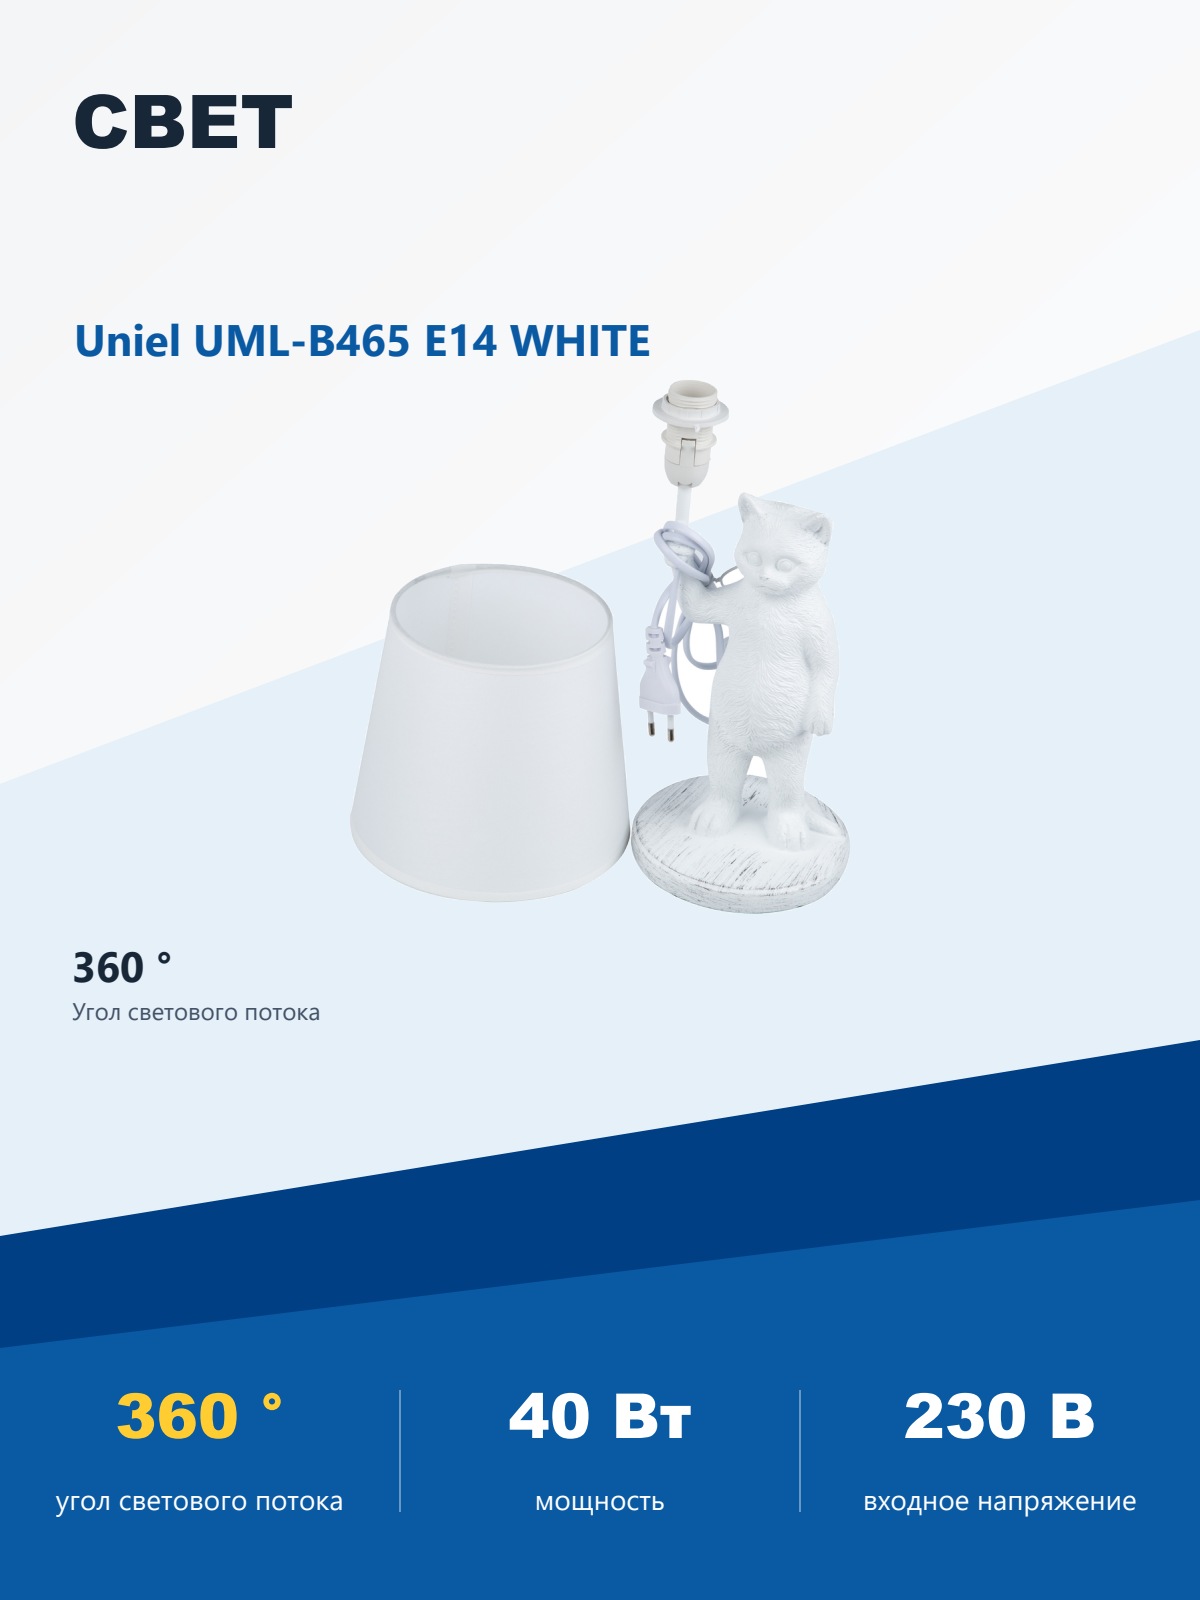 СВЕТ
Uniel UML-B465 E14 WHITE
360 °
Угол светового потока
360 °
угол светового потока
40 Вт
мощность
230 В
входное напряжение